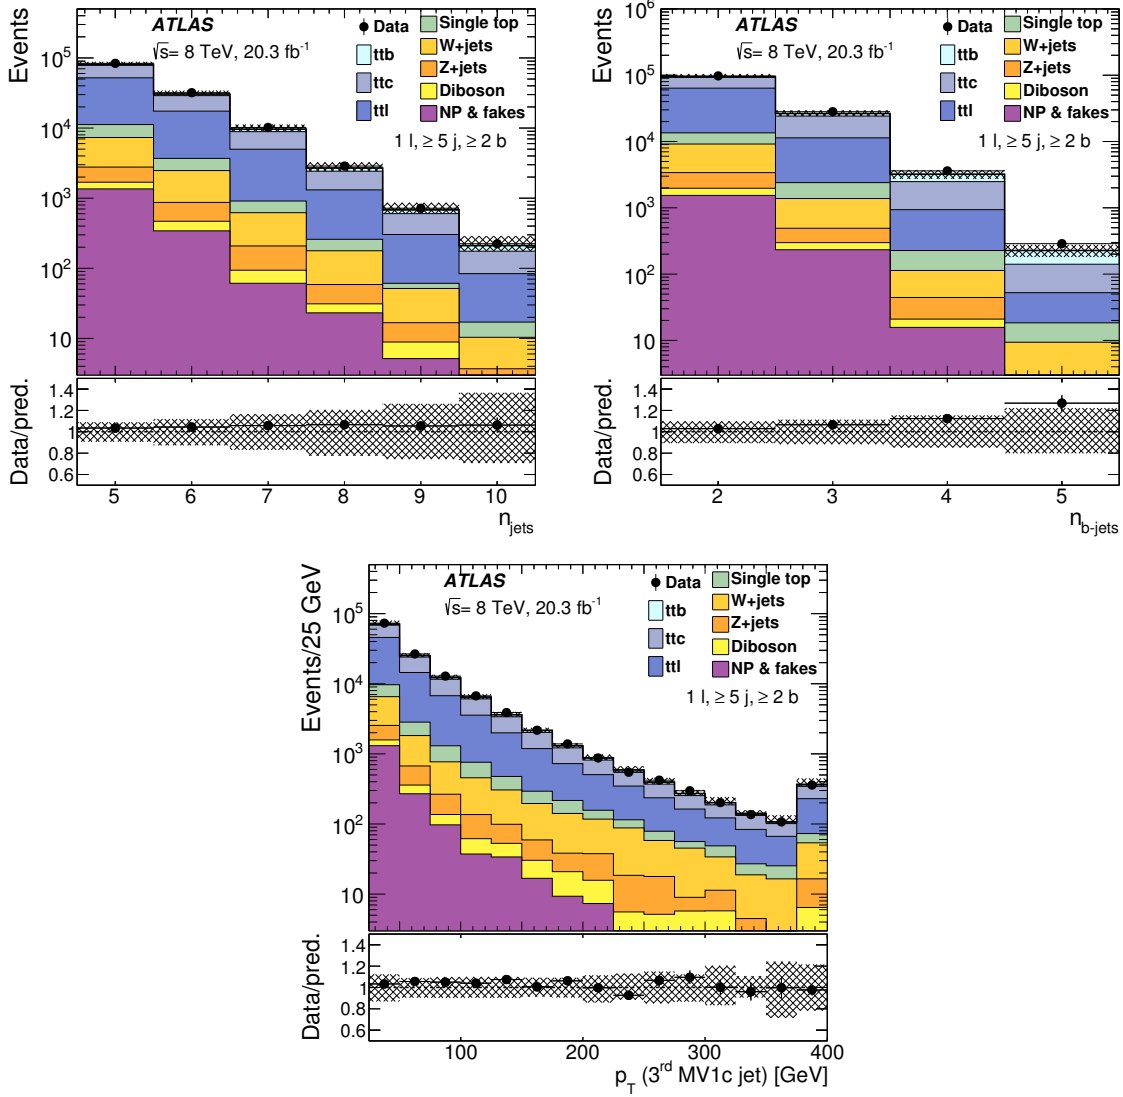 Events
10^5
10^4
10^3
10^2
10
ATLAS
√s= 8 TeV, 20.3 fb^-1
Data
ttb
ttc
ttl
Single top
W+jets
Z+jets
Diboson
NP & fakes
1 l, ≥ 5 j, ≥ 2 b
Data/pred.
1.4
1.2
1
0.8
0.6
5 6 7 8 9 10
n_jets
Events
10^6
10^5
10^4
10^3
10^2
10
ATLAS
√s= 8 TeV, 20.3 fb^-1
Data
ttb
ttc
ttl
Single top
W+jets
Z+jets
Diboson
NP & fakes
1 l, ≥ 5 j, ≥ 2 b
Data/pred.
1.4
1.2
1
0.8
0.6
2 3 4 5
n_b-jets
Events/25 GeV
10^5
10^4
10^3
10^2
10
ATLAS
√s= 8 TeV, 20.3 fb^-1
Data
ttb
ttc
ttl
Single top
W+jets
Z+jets
Diboson
NP & fakes
1 l, ≥ 5 j, ≥ 2 b
Data/pred.
1.4
1.2
1
0.8
0.6
100 200 300 400
p_T (3^rd MV1c jet) [GeV]